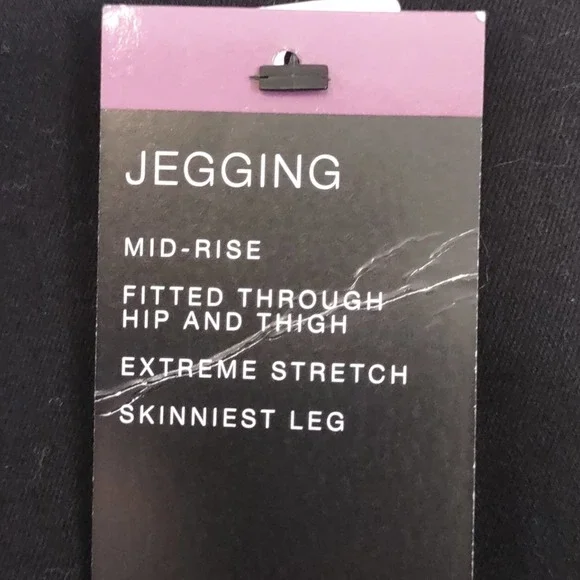 JEGGING
MID-RISE
FITTED THROUGH
HIP AND THIGH
EXTREME STRETCH
SKINNIEST LEG